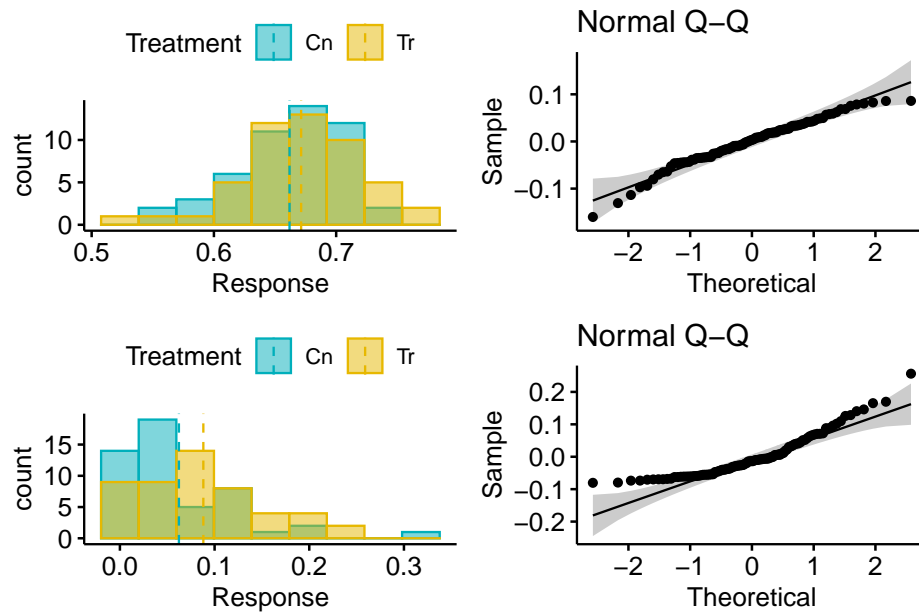 Treatment Cn Tr
count
10
5
0
0.5 0.6 0.7
Response
Normal Q−Q
Sample
0.1
0.0
−0.1
−2 −1 0 1 2
Theoretical
Treatment Cn Tr
count
15
10
5
0
0.0 0.1 0.2 0.3
Response
Normal Q−Q
Sample
0.2
0.1
0.0
−0.1
−0.2
−2 −1 0 1 2
Theoretical